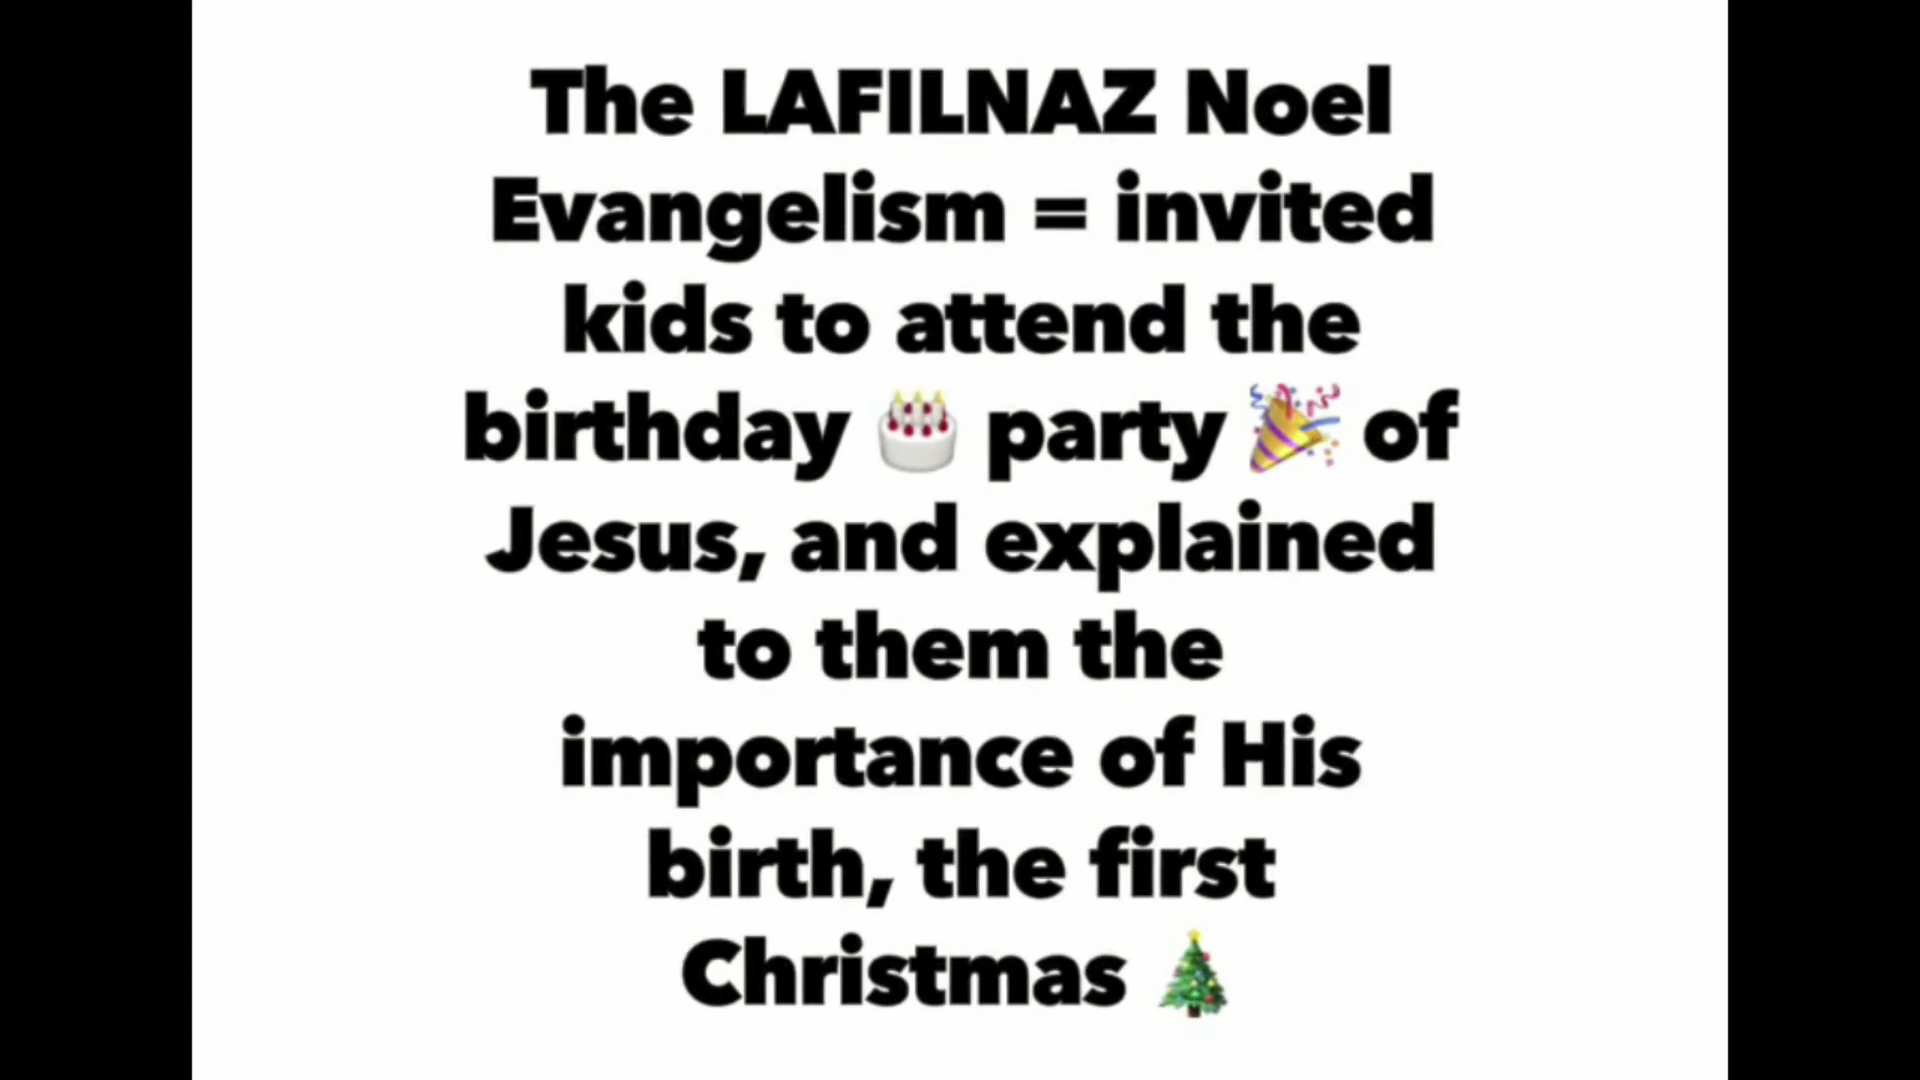 The LAFILNAZ Noel
Evangelism = invited
kids to attend the
birthday 🎂 party 🎉 of
Jesus, and explained
to them the
importance of His
birth, the first
Christmas 🎄